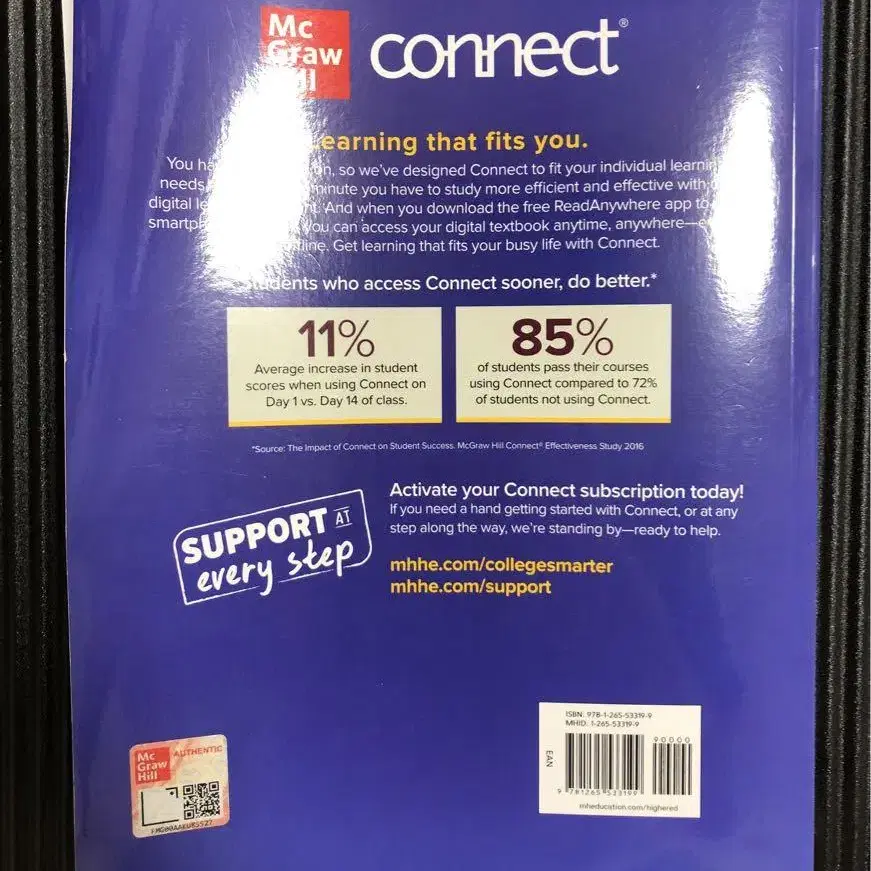 Mc
Graw
Hill
connect®
Learning that fits you.
You ha on, so we've designed Connect to fit your individual learnin
needs minute you have to study more efficient and effective with
digital le And when you download the free ReadAnywhere app to
smartph you can access your digital textbook anytime, anywhere—e
line. Get learning that fits your busy life with Connect.
Students who access Connect sooner, do better.*
11%
Average increase in student
scores when using Connect on
Day 1 vs. Day 14 of class.
85%
of students pass their courses
using Connect compared to 72%
of students not using Connect.
*Source: The Impact of Connect on Student Success. McGraw Hill Connect® Effectiveness Study 2016
SUPPORT AT
every step
Activate your Connect subscription today!
If you need a hand getting started with Connect, or at any
step along the way, we're standing by—ready to help.
mhhe.com/collegesmarter
mhhe.com/support
ISBN: 978-1-265-53319-9
MHID: 1-265-53319-9
90000
EAN
9 781265 533199
mheducation.com/highered
Mc
Graw
Hill
AUTHENTIC